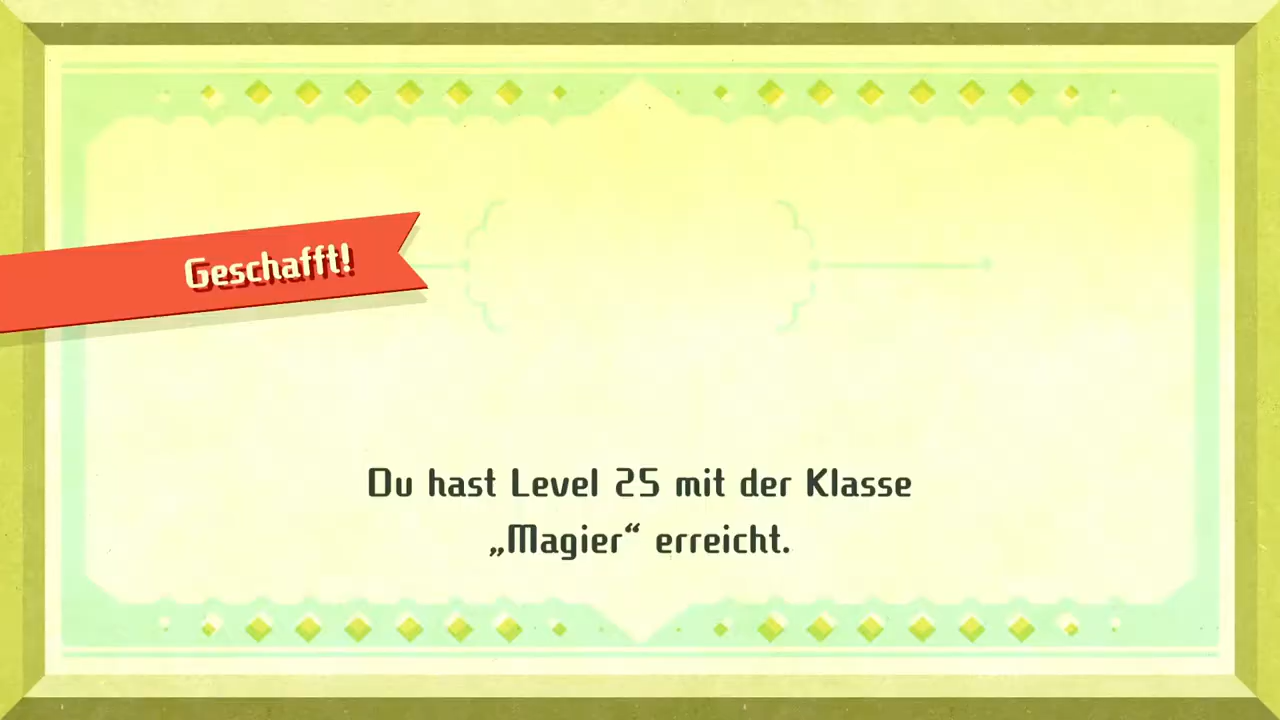 Geschafft!
Du hast Level 25 mit der Klasse
„Magier“ erreicht.